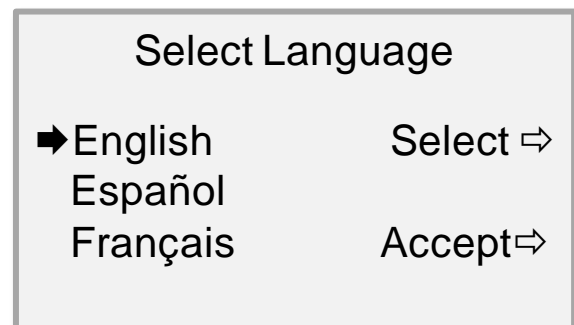 Select Language
➡English Select ⇨
Español
Français Accept⇨